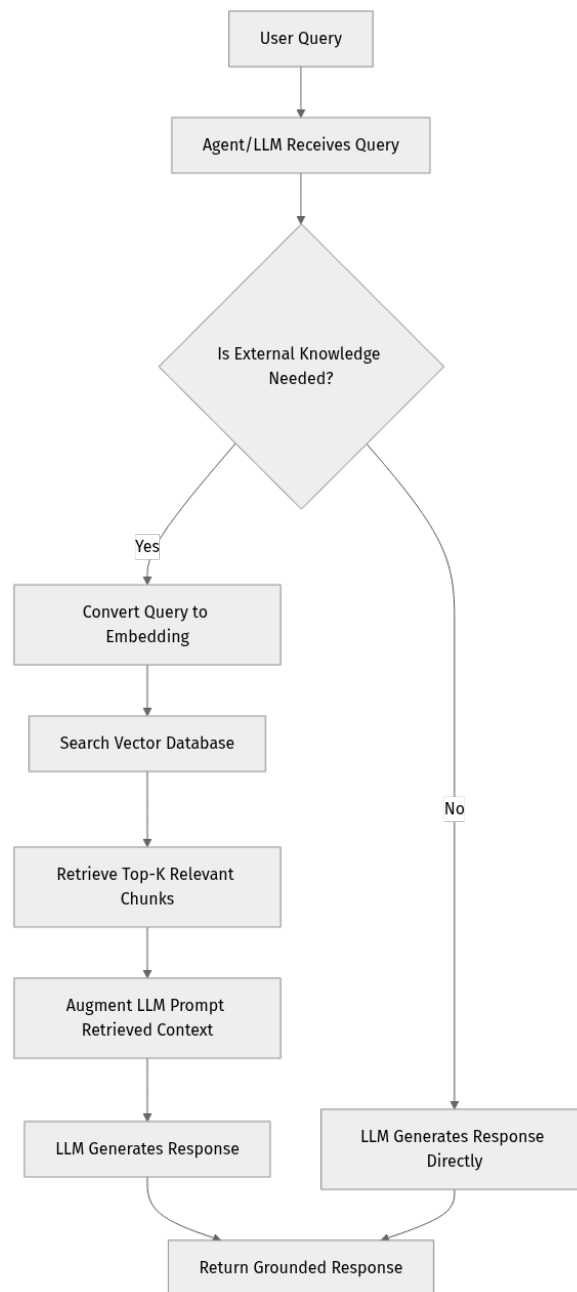 User Query
Agent/LLM Receives Query
Is External Knowledge
Needed?
Yes
Convert Query to
Embedding
Search Vector Database
No
Retrieve Top-K Relevant
Chunks
Augment LLM Prompt
Retrieved Context
LLM Generates Response
LLM Generates Response
Directly
Return Grounded Response